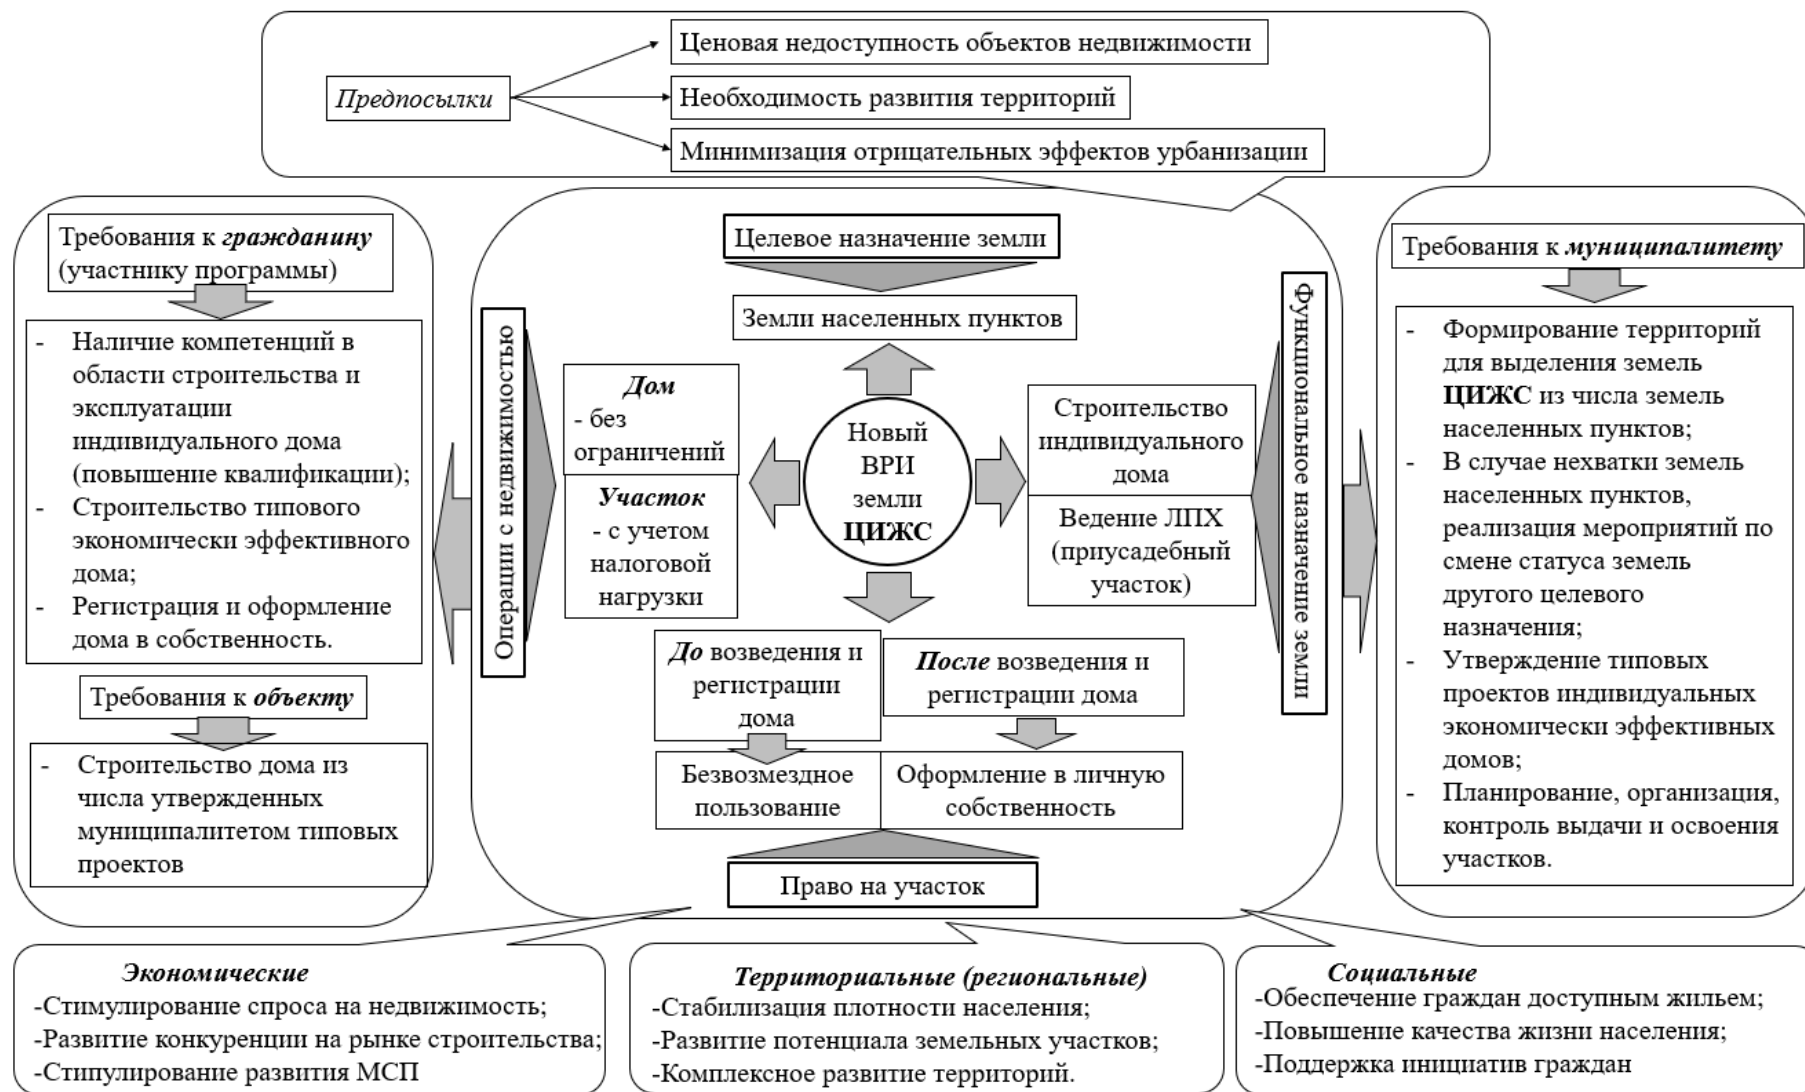 Ценовая недоступность объектов недвижимости
Предпосылки
Необходимость развития территорий
Минимизация отрицательных эффектов урбанизации
Требования к гражданину
(участнику программы)
- Наличие компетенций в
области строительства и
эксплуатации
индивидуального дома
(повышение квалификации);
- Строительство типового
экономически эффективного
дома;
- Регистрация и оформление
дома в собственность.
Требования к объекту
- Строительство дома из
числа утвержденных
муниципалитетом типовых
проектов
Операции с недвижимостью
Целевое назначение земли
Земли населенных пунктов
Дом
- без
ограничений
Участок
- с учетом
налоговой
нагрузки
Новый
ВРИ
земли
ЦИЖС
Строительство
индивидуального
дома
Ведение ЛПХ
(приусадебный
участок)
До возведения и
регистрации
дома
После возведения и
регистрации дома
Безвозмездное
пользование
Оформление в личную
собственность
Право на участок
Функциональное назначение земли
Требования к муниципалитету
- Формирование территорий
для выделения земель
ЦИЖС из числа земель
населенных пунктов;
- В случае нехватки земель
населенных пунктов,
реализация мероприятий по
смене статуса земель
другого целевого
назначения;
- Утверждение типовых
проектов индивидуальных
экономически эффективных
домов;
- Планирование, организация,
контроль выдачи и освоения
участков.
Экономические
-Стимулирование спроса на недвижимость;
-Развитие конкуренции на рынке строительства;
-Стипулирование развития МСП
Территориальные (региональные)
-Стабилизация плотности населения;
-Развитие потенциала земельных участков;
-Комплексное развитие территорий.
Социальные
-Обеспечение граждан доступным жильем;
-Повышение качества жизни населения;
-Поддержка инициатив граждан